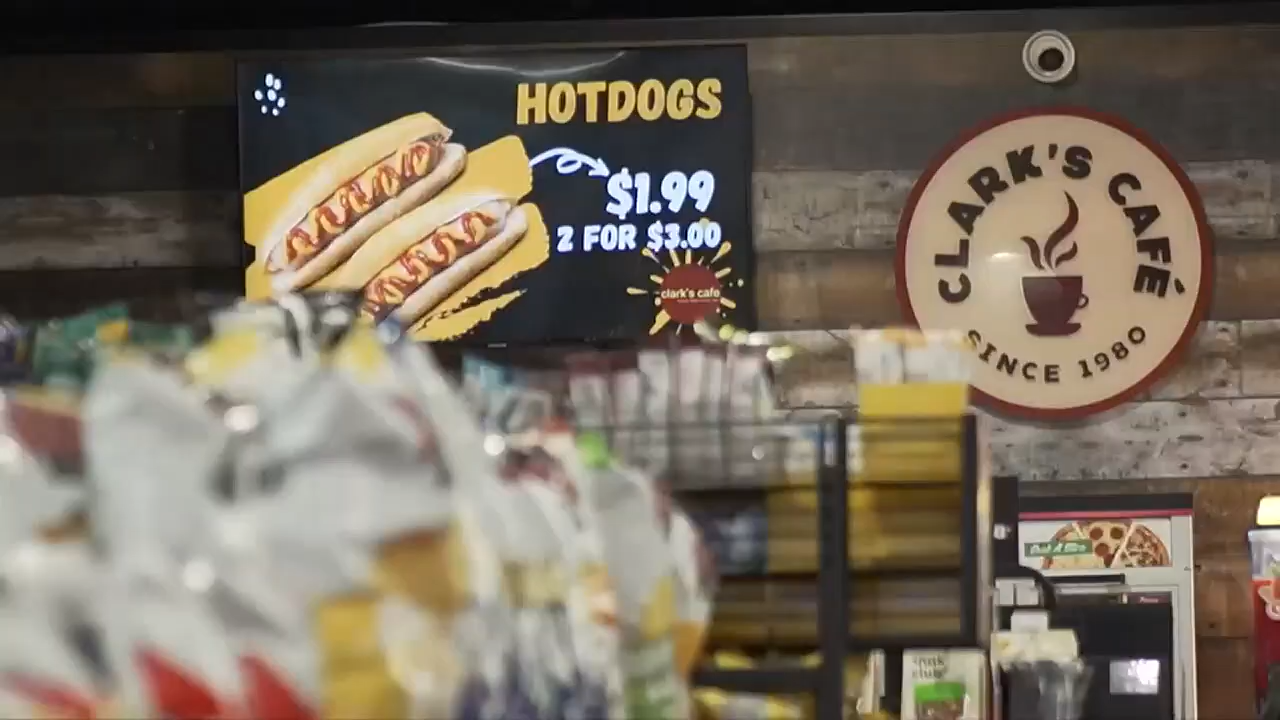 HOTDOGS
$1.99
2 FOR $3.00
clark's cafe
CLARK'S CAFÉ
SINCE 1980